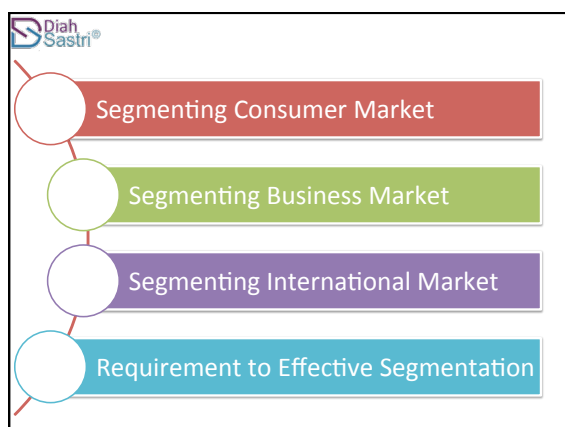 Diah
Sastri®
Segmenting Consumer Market
Segmenting Business Market
Segmenting International Market
Requirement to Effective Segmentation